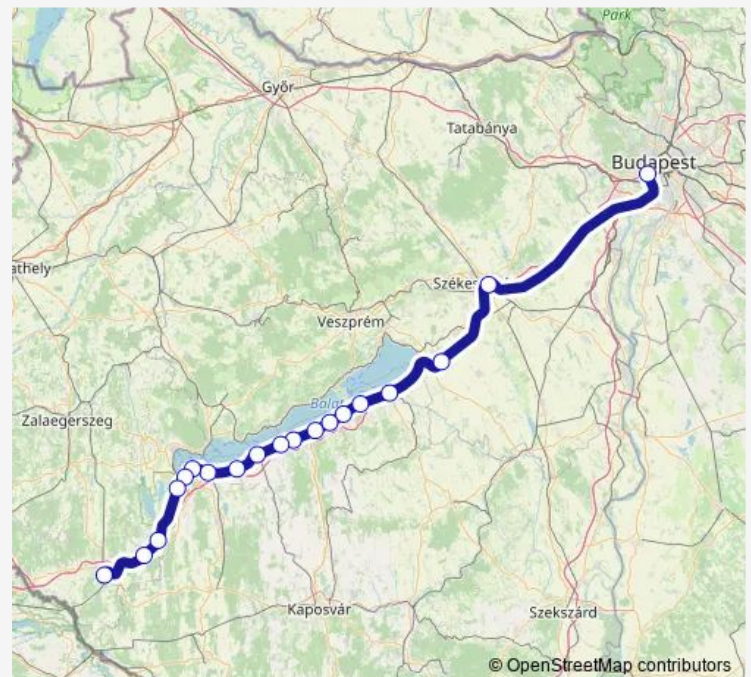 Park
Győr
Tatabánya
Budapest
athely
Székes
Veszprém
Balat
Zalaegerszeg
Kaposvár
Szekszárd
© OpenStreetMap contributors